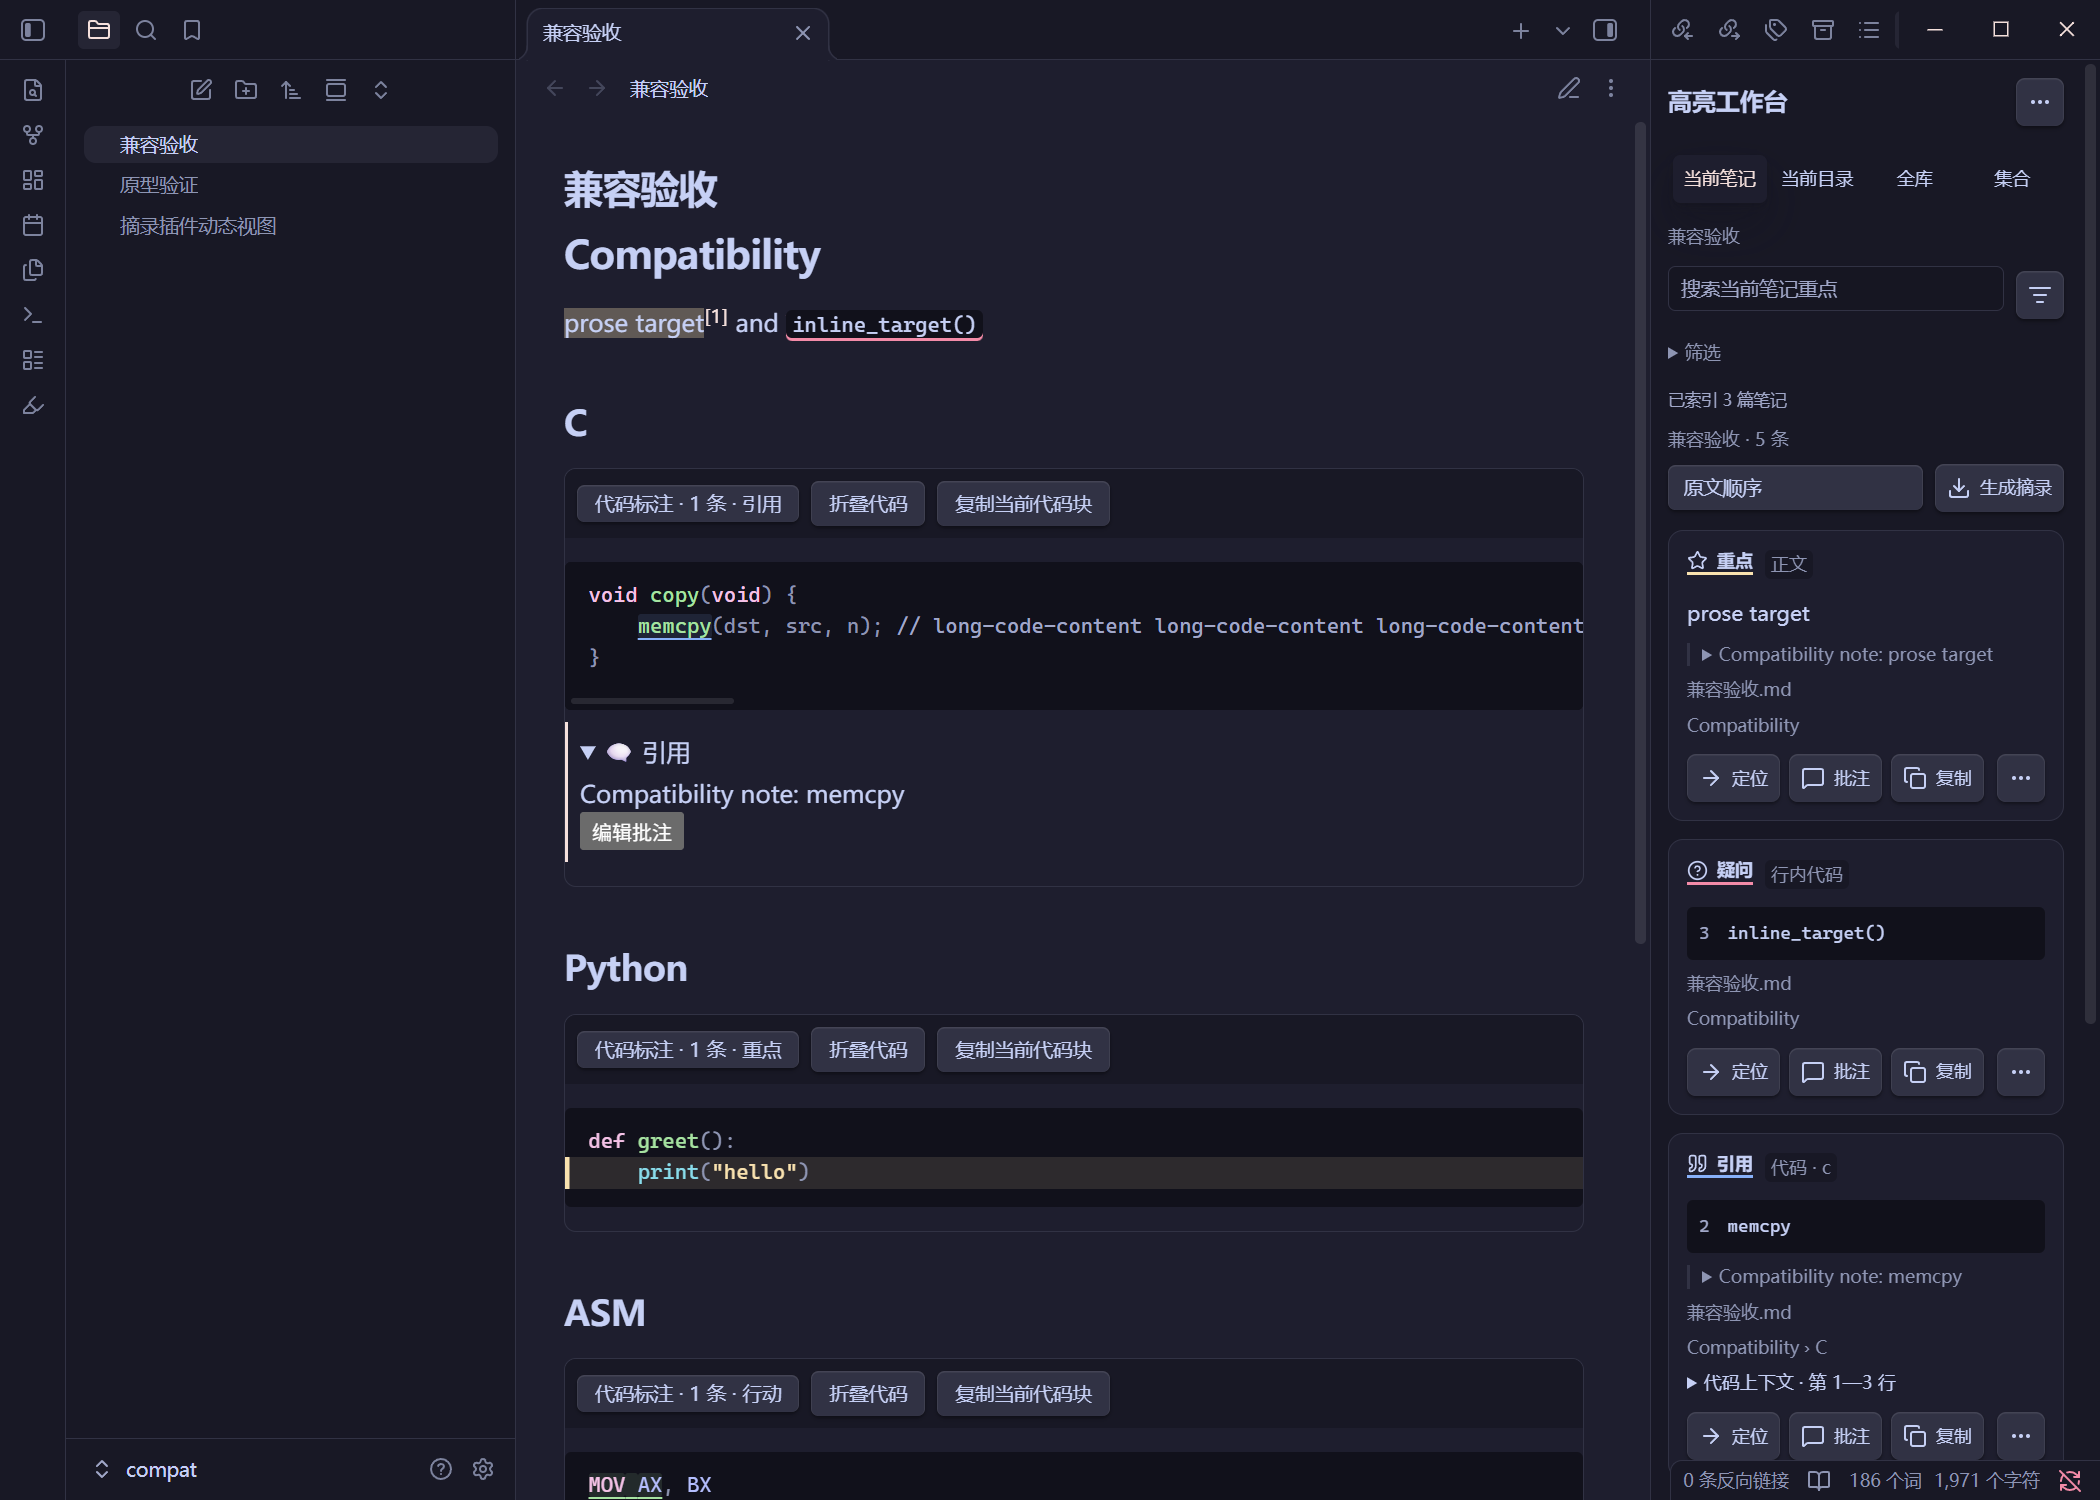 兼容验收
兼容验收
兼容验收
原型验证
摘录插件动态视图
compat
兼容验收
Compatibility
prose target[1] and inline_target()
C
代码标注 · 1 条 · 引用
折叠代码
复制当前代码块
void copy(void) {
    memcpy(dst, src, n); // long-code-content long-code-content long-code-content
}
引用
Compatibility note: memcpy
编辑批注
Python
代码标注 · 1 条 · 重点
折叠代码
复制当前代码块
def greet():
    print("hello")
ASM
代码标注 · 1 条 · 行动
折叠代码
复制当前代码块
MOV AX, BX
高亮工作台
当前笔记 当前目录 全库 集合
兼容验收
搜索当前笔记重点
筛选
已索引 3 篇笔记
兼容验收 · 5 条
原文顺序
生成摘录
重点 正文
prose target
Compatibility note: prose target
兼容验收.md
Compatibility
定位 批注 复制
疑问 行内代码
3 inline_target()
兼容验收.md
Compatibility
定位 批注 复制
引用 代码 · c
2 memcpy
Compatibility note: memcpy
兼容验收.md
Compatibility › C
代码上下文 · 第 1—3 行
定位 批注 复制
0 条反向链接 186 个词 1,971 个字符